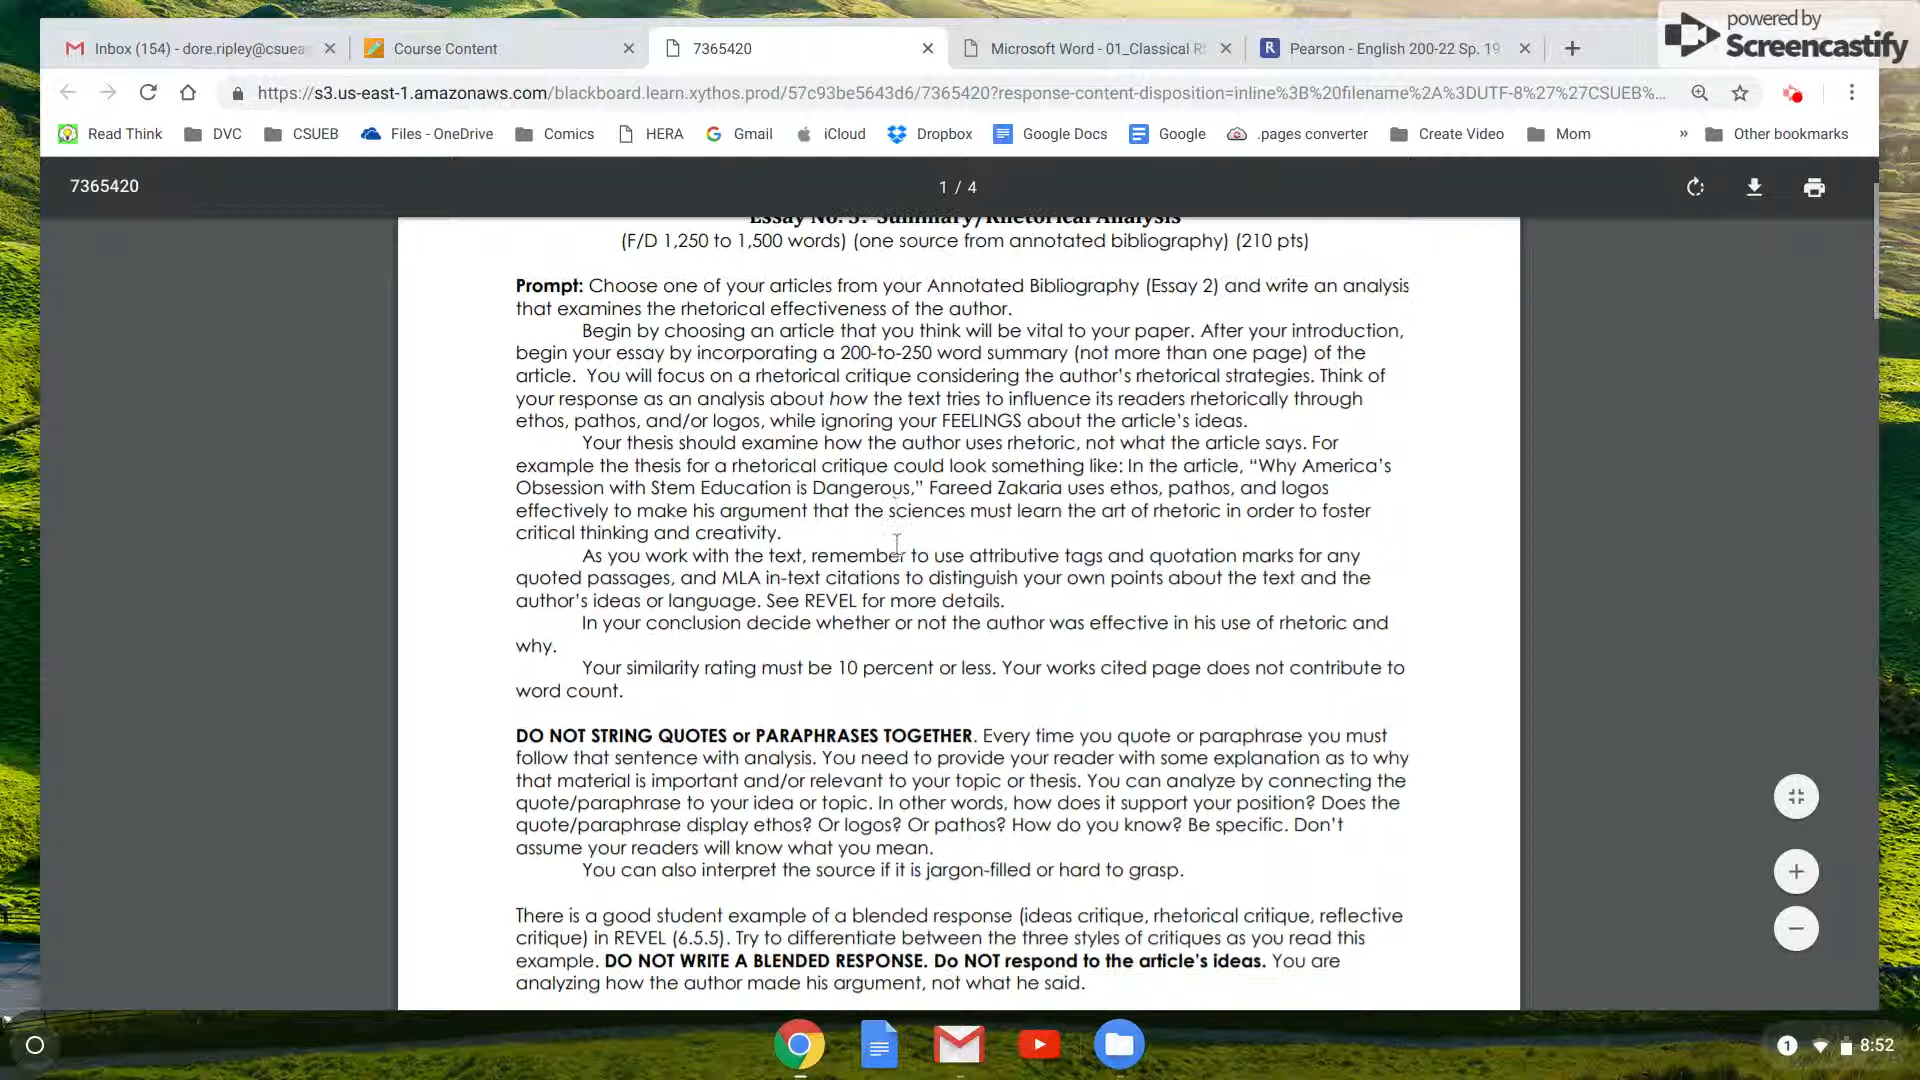 powered by
Screencastify
Inbox (154) - dore.ripley@csuea
Course Content
7365420
Microsoft Word - 01_Classical R
Pearson - English 200-22 Sp. 19
https://s3.us-east-1.amazonaws.com/blackboard.learn.xythos.prod/57c93be5643d6/7365420?response-content-disposition=inline%3B%20filename%2A%3DUTF-8%27%27CSUEB%...
Read Think DVC CSUEB Files - OneDrive Comics HERA Gmail iCloud Dropbox Google Docs Google .pages converter Create Video Mom » Other bookmarks
7365420 1 / 4
Essay No. 3: Summary/Rhetorical Analysis
(F/D 1,250 to 1,500 words) (one source from annotated bibliography) (210 pts)
Prompt: Choose one of your articles from your Annotated Bibliography (Essay 2) and write an analysis
that examines the rhetorical effectiveness of the author.
Begin by choosing an article that you think will be vital to your paper. After your introduction,
begin your essay by incorporating a 200-to-250 word summary (not more than one page) of the
article. You will focus on a rhetorical critique considering the author's rhetorical strategies. Think of
your response as an analysis about how the text tries to influence its readers rhetorically through
ethos, pathos, and/or logos, while ignoring your FEELINGS about the article's ideas.
Your thesis should examine how the author uses rhetoric, not what the article says. For
example the thesis for a rhetorical critique could look something like: In the article, “Why America's
Obsession with Stem Education is Dangerous,” Fareed Zakaria uses ethos, pathos, and logos
effectively to make his argument that the sciences must learn the art of rhetoric in order to foster
critical thinking and creativity.
As you work with the text, remember to use attributive tags and quotation marks for any
quoted passages, and MLA in-text citations to distinguish your own points about the text and the
author's ideas or language. See REVEL for more details.
In your conclusion decide whether or not the author was effective in his use of rhetoric and
why.
Your similarity rating must be 10 percent or less. Your works cited page does not contribute to
word count.
DO NOT STRING QUOTES or PARAPHRASES TOGETHER. Every time you quote or paraphrase you must
follow that sentence with analysis. You need to provide your reader with some explanation as to why
that material is important and/or relevant to your topic or thesis. You can analyze by connecting the
quote/paraphrase to your idea or topic. In other words, how does it support your position? Does the
quote/paraphrase display ethos? Or logos? Or pathos? How do you know? Be specific. Don't
assume your readers will know what you mean.
You can also interpret the source if it is jargon-filled or hard to grasp.
There is a good student example of a blended response (ideas critique, rhetorical critique, reflective
critique) in REVEL (6.5.5). Try to differentiate between the three styles of critiques as you read this
example. DO NOT WRITE A BLENDED RESPONSE. Do NOT respond to the article's ideas. You are
analyzing how the author made his argument, not what he said.
1 8:52